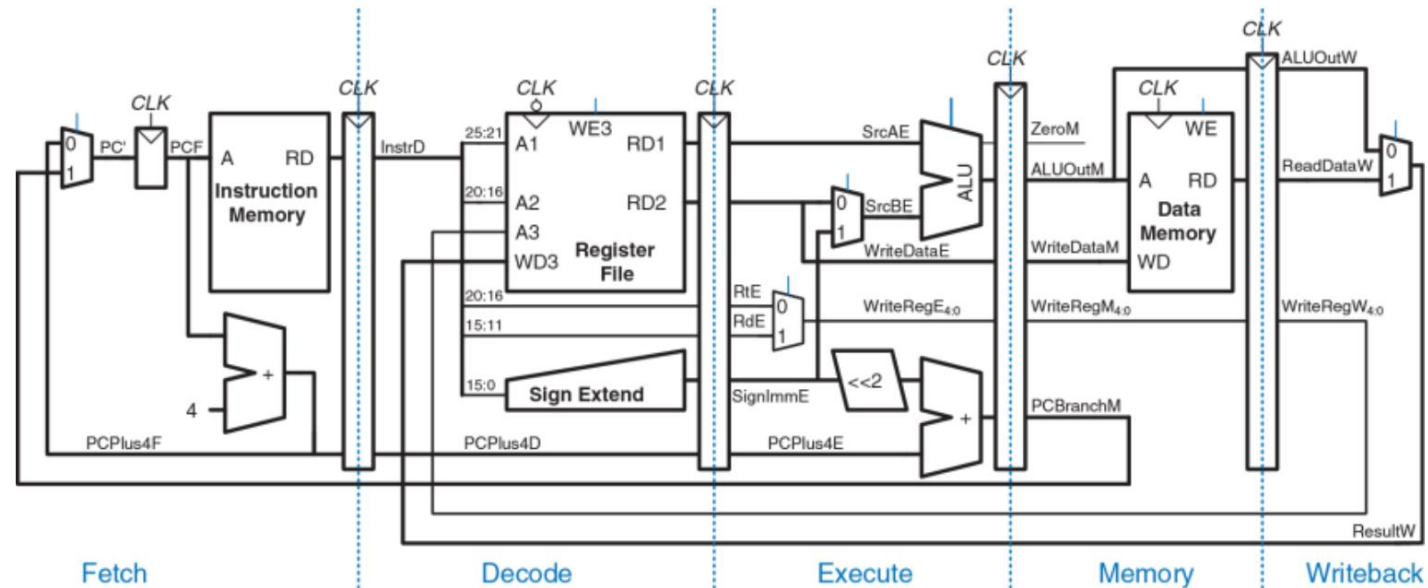 CLK
ALUOutW
CLK
CLK CLK CLK CLK CLK
0
1
PC'
PCF
A RD
Instruction
Memory
InstrD
25:21
A1
WE3
RD1
20:16
A2
RD2
A3
WD3
Register
File
SrcAE
ALU
ZeroM
ALUOutM
0
1
SrcBE
WriteDataE
WriteDataM
WE
A RD
Data
Memory
WD
ReadDataW
0
1
20:16
RtE
15:11
RdE
0
1
WriteRegE4:0
WriteRegM4:0
WriteRegW4:0
+
4
15:0
Sign Extend
SignImmE
<<2
+
PCBranchM
PCPlus4F
PCPlus4D
PCPlus4E
ResultW
Fetch Decode Execute Memory Writeback